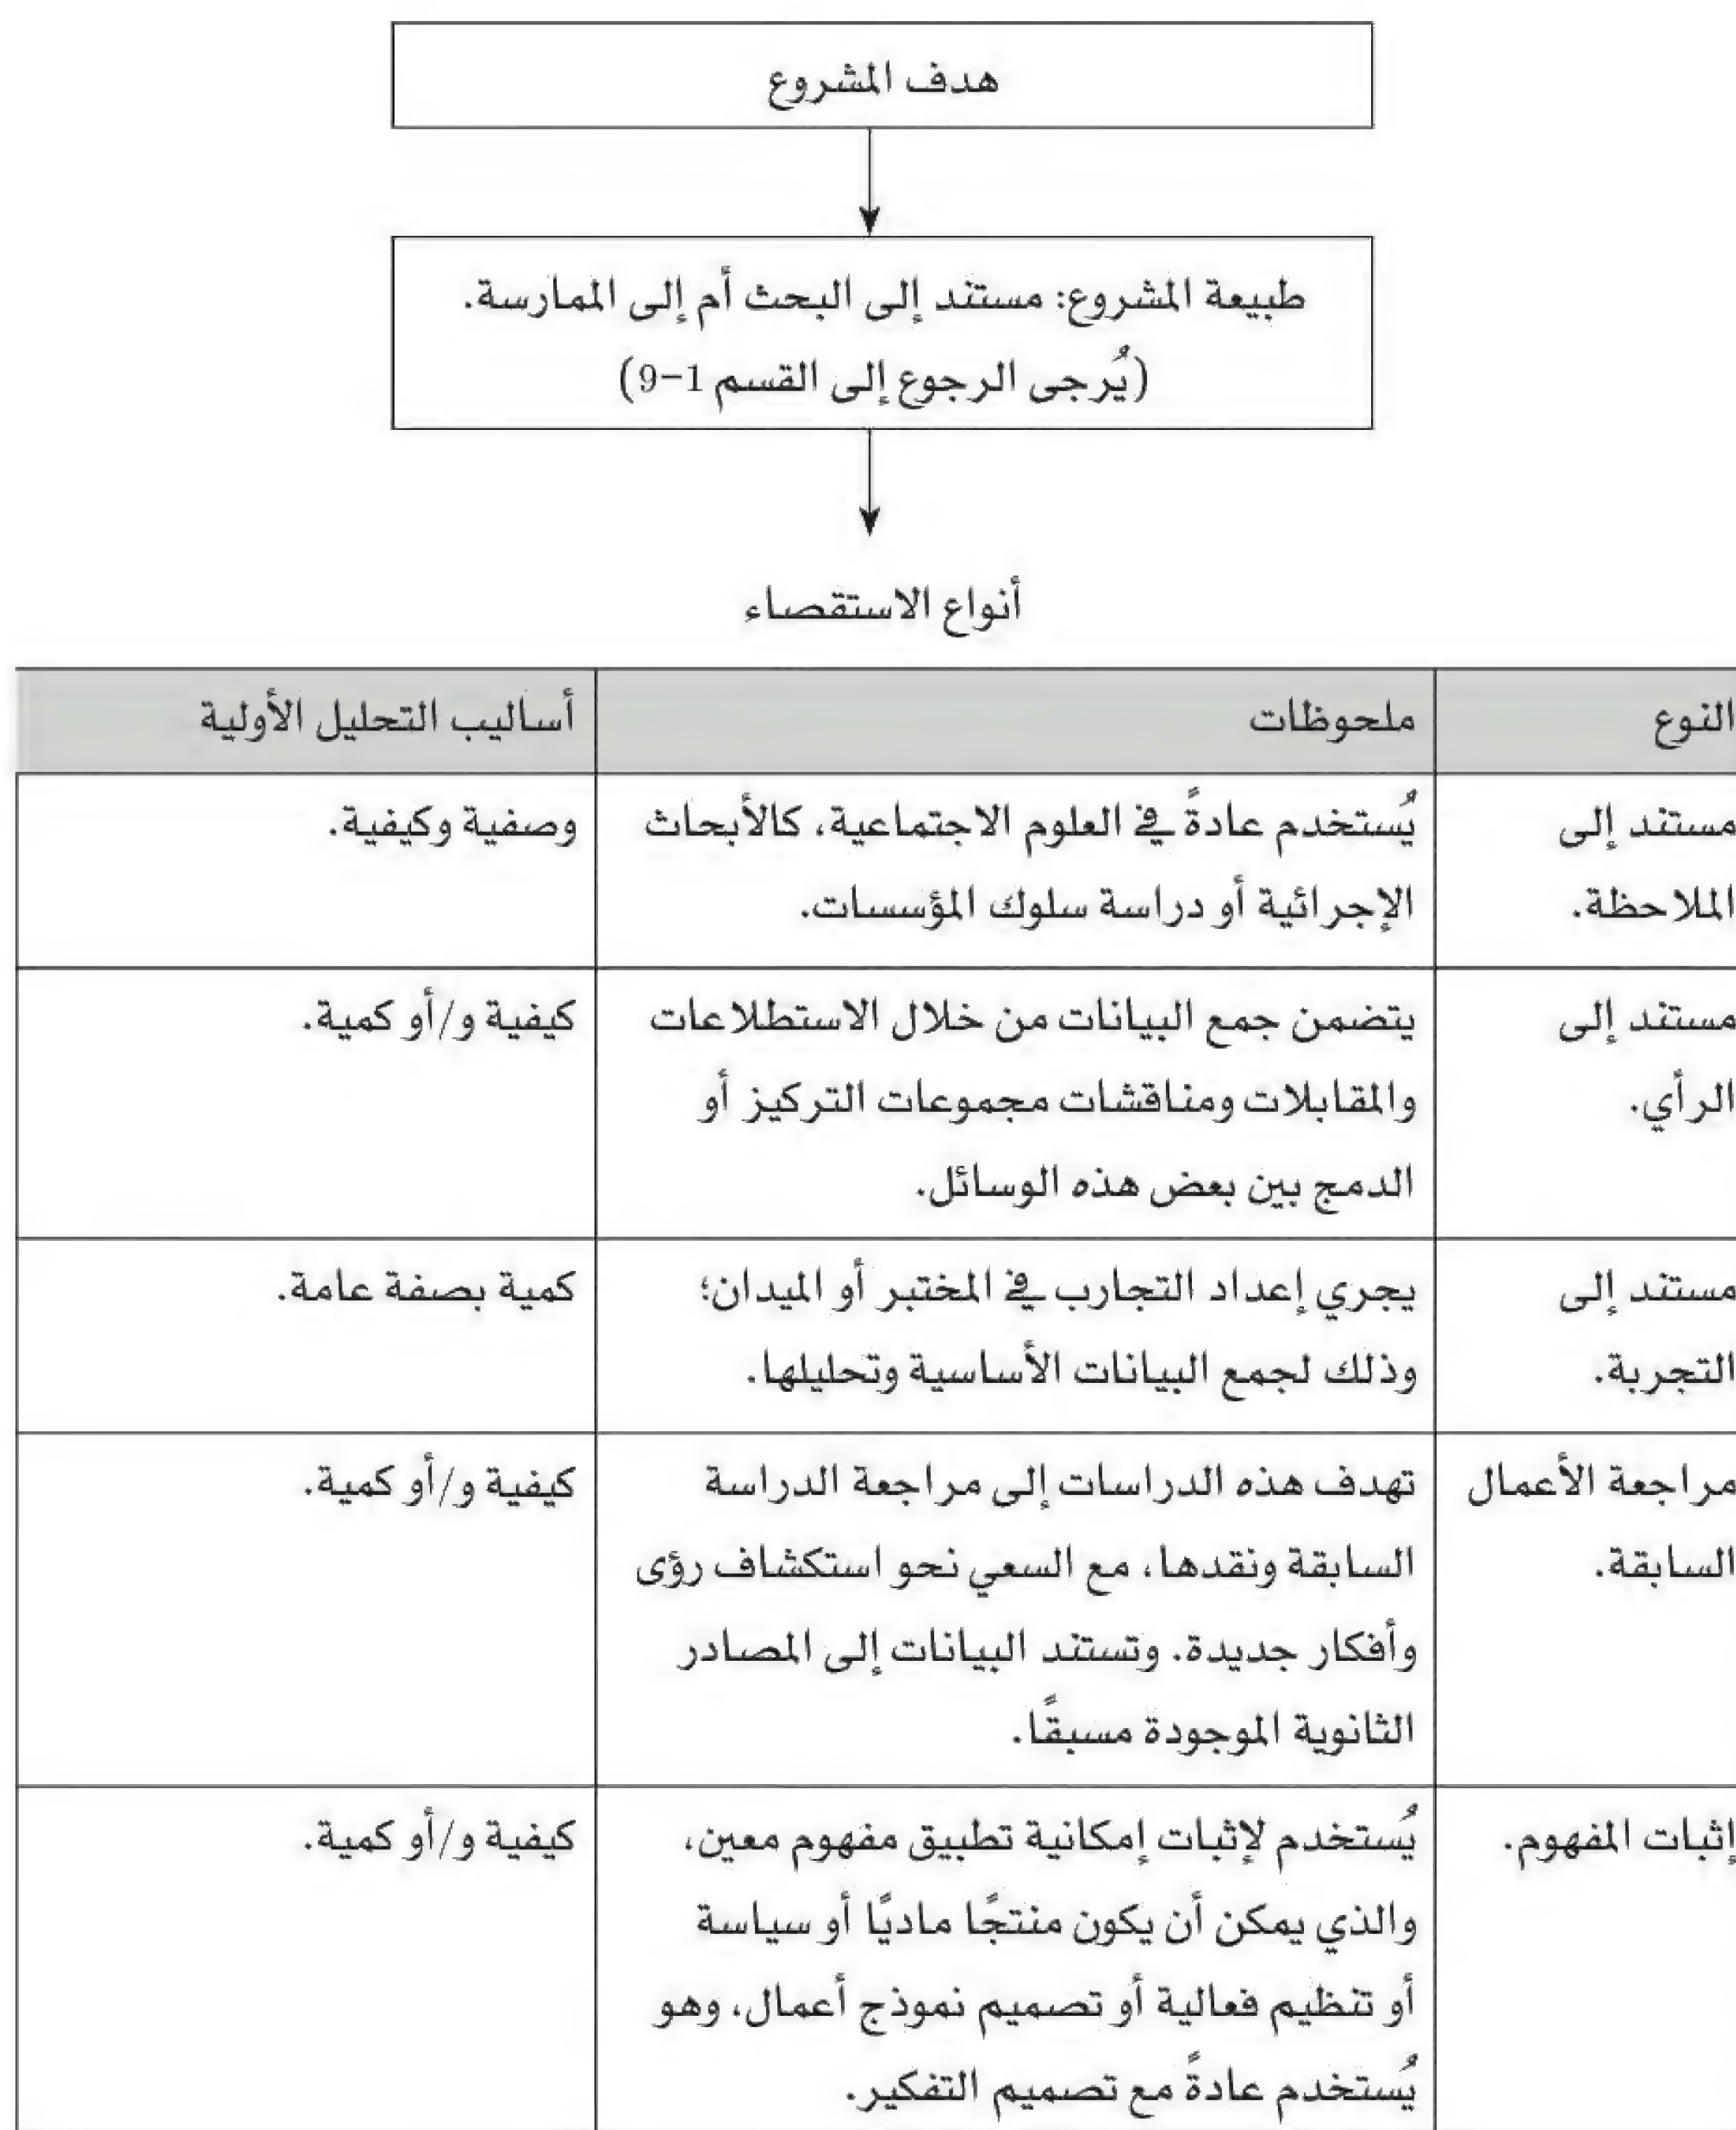 هدف المشروع
طبيعة المشروع: مستند إلى البحث أم إلى الممارسة.
(يُرجى الرجوع إلى القسم 1-9)
أنواع الاستقصاء
النوع
ملحوظات
أساليب التحليل الأولية
مستند إلى
الملاحظة.
يُستخدم عادةً في العلوم الاجتماعية، كالأبحاث
الإجرائية أو دراسة سلوك المؤسسات.
وصفية وكيفية.
مستند إلى
الرأي.
يتضمن جمع البيانات من خلال الاستطلاعات
والمقابلات ومناقشات مجموعات التركيز أو
الدمج بين بعض هذه الوسائل.
كيفية و/أو كمية.
مستند إلى
التجربة.
يجري إعداد التجارب في المختبر أو الميدان؛
وذلك لجمع البيانات الأساسية وتحليلها.
كمية بصفة عامة.
مراجعة الأعمال
السابقة.
تهدف هذه الدراسات إلى مراجعة الدراسة
السابقة ونقدها، مع السعي نحو استكشاف رؤى
وأفكار جديدة. وتستند البيانات إلى المصادر
الثانوية الموجودة مسبقًا.
كيفية و/أو كمية.
إثبات المفهوم.
يُستخدم لإثبات إمكانية تطبيق مفهوم معين،
والذي يمكن أن يكون منتجًا ماديًا أو سياسة
أو تنظيم فعالية أو تصميم نموذج أعمال، وهو
يُستخدم عادةً مع تصميم التفكير.
كيفية و/أو كمية.